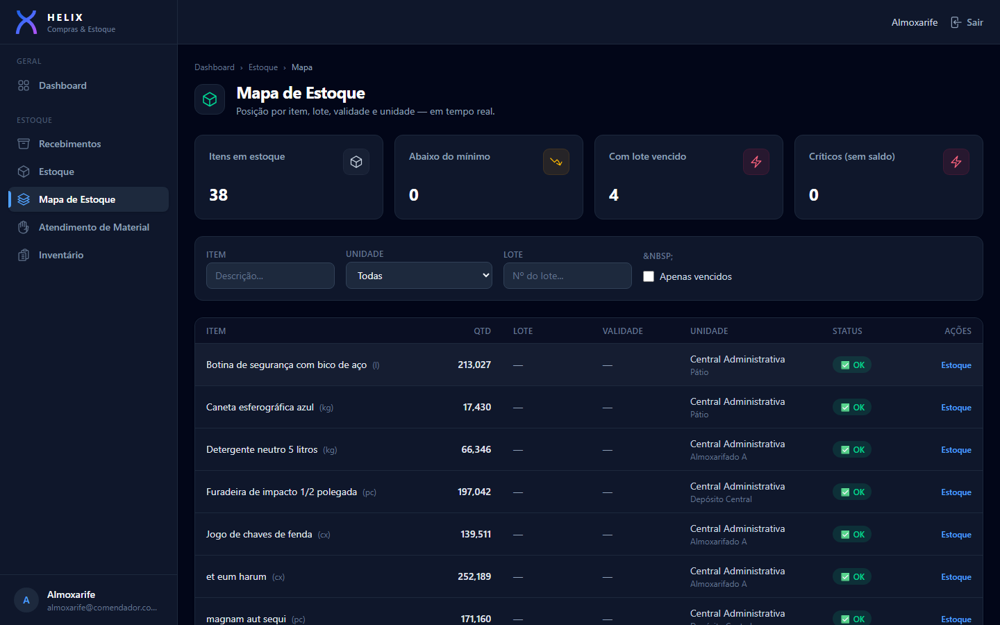 HELIX
Compras & Estoque
Almoxarife
Sair
GERAL
Dashboard
ESTOQUE
Recebimentos
Estoque
Mapa de Estoque
Atendimento de Material
Inventário
A
Almoxarife
almoxarife@comendador.co...
Dashboard › Estoque › Mapa
Mapa de Estoque
Posição por item, lote, validade e unidade — em tempo real.
Itens em estoque
38
Abaixo do mínimo
0
Com lote vencido
4
Críticos (sem saldo)
0
ITEM
Descrição...
UNIDADE
Todas
LOTE
Nº do lote...
&NBSP;
Apenas vencidos
ITEM QTD LOTE VALIDADE UNIDADE STATUS AÇÕES
Botina de segurança com bico de aço (l) 213,027 — — Central Administrativa OK Estoque
Pátio
Caneta esferográfica azul (kg) 17,430 — — Central Administrativa OK Estoque
Pátio
Detergente neutro 5 litros (kg) 66,346 — — Central Administrativa OK Estoque
Almoxarifado A
Furadeira de impacto 1/2 polegada (pc) 197,042 — — Central Administrativa OK Estoque
Depósito Central
Jogo de chaves de fenda (cx) 139,511 — — Central Administrativa OK Estoque
Almoxarifado A
et eum harum (cx) 252,189 — — Central Administrativa OK Estoque
Almoxarifado A
magnam aut sequi (pc) 171,160 — — Central Administrativa OK Estoque
Depósito Central